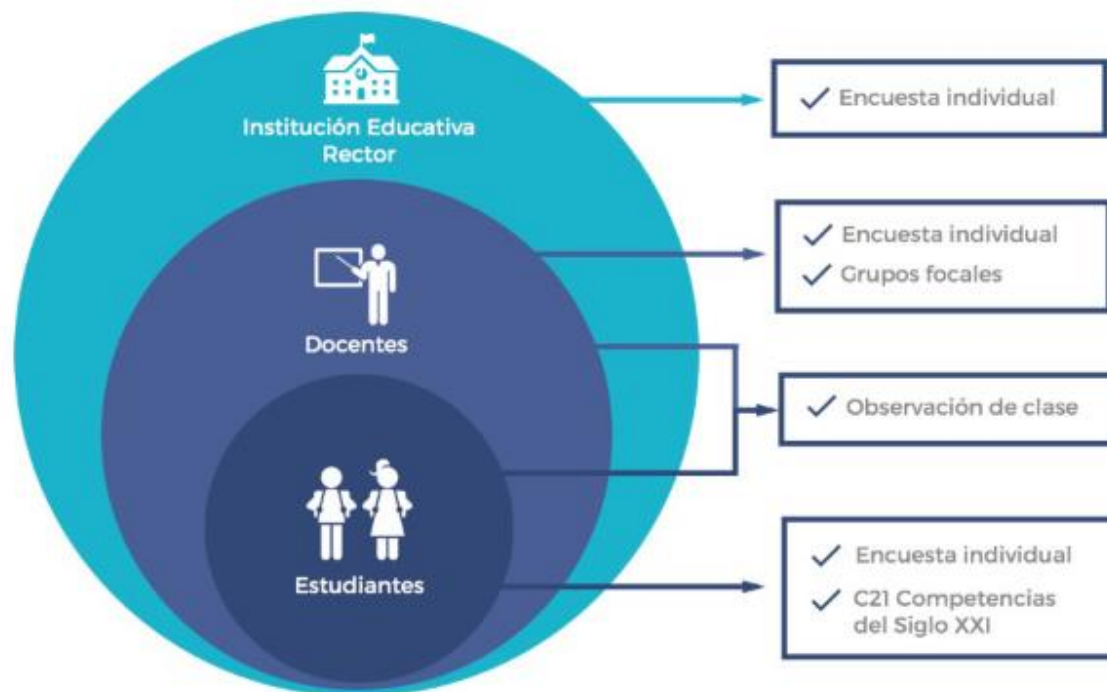 Institución Educativa
Rector
Encuesta individual
Docentes
Encuesta individual
Grupos focales
Observación de clase
Estudiantes
Encuesta individual
C21 Competencias
del Siglo XXI